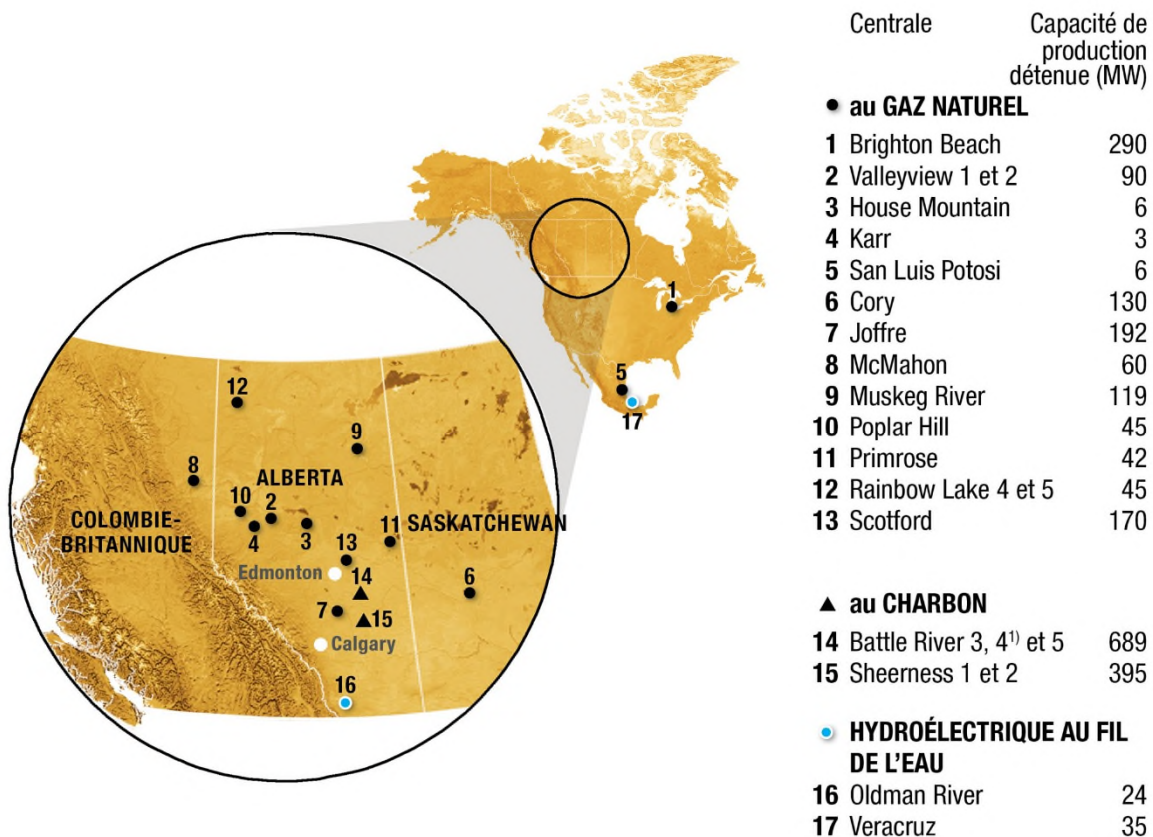 Centrale Capacité de
production
détenue (MW)
au GAZ NATUREL
1 Brighton Beach 290
2 Valleyview 1 et 2 90
3 House Mountain 6
4 Karr 3
5 San Luis Potosi 6
6 Cory 130
7 Joffre 192
8 McMahon 60
9 Muskeg River 119
10 Poplar Hill 45
11 Primrose 42
12 Rainbow Lake 4 et 5 45
13 Scotford 170
au CHARBON
14 Battle River 3, 4¹⁾ et 5 689
15 Sheerness 1 et 2 395
HYDROÉLECTRIQUE AU FIL
DE L'EAU
16 Oldman River 24
17 Veracruz 35
1
5
17
12
9
8
ALBERTA
10 2
4 3
COLOMBIE-
BRITANNIQUE
11
SASKATCHEWAN
13
Edmonton
14
6
7
15
Calgary
16